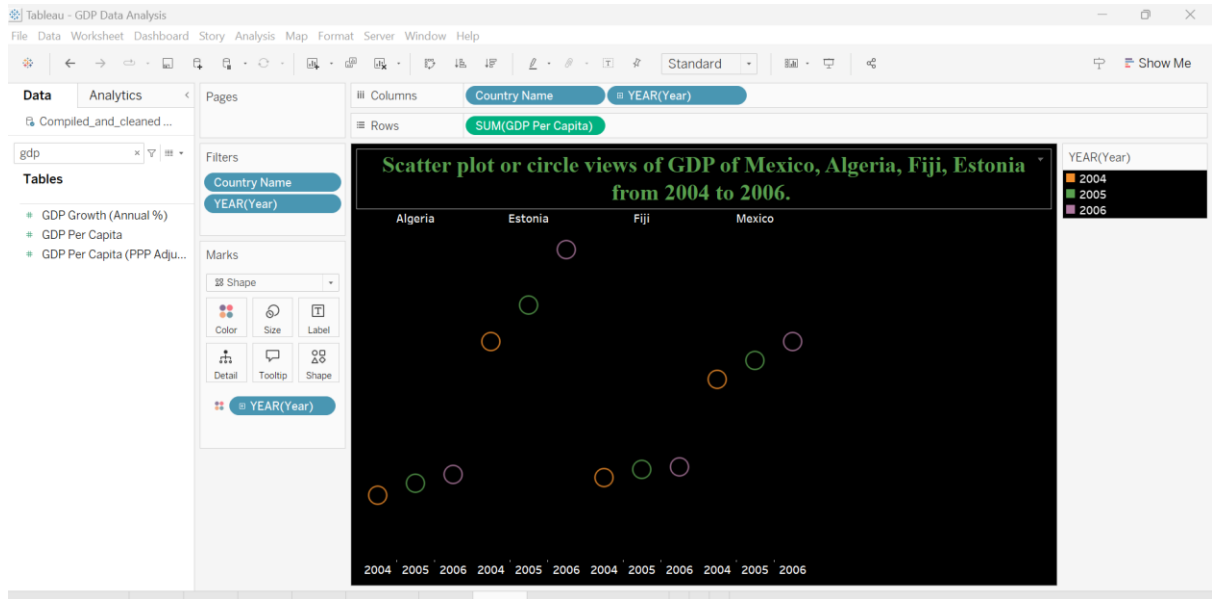 Tableau - GDP Data Analysis
File Data Worksheet Dashboard Story Analysis Map Format Server Window Help
Standard
Show Me
Data Analytics
Compiled_and_cleaned ...
gdp
Tables
GDP Growth (Annual %)
GDP Per Capita
GDP Per Capita (PPP Adju...
Pages
Filters
Country Name
YEAR(Year)
Marks
Shape
Color Size Label
Detail Tooltip Shape
YEAR(Year)
Columns Country Name YEAR(Year)
Rows SUM(GDP Per Capita)
Scatter plot or circle views of GDP of Mexico, Algeria, Fiji, Estonia
from 2004 to 2006.
Algeria Estonia Fiji Mexico
2004 2005 2006 2004 2005 2006 2004 2005 2006 2004 2005 2006
YEAR(Year)
2004
2005
2006